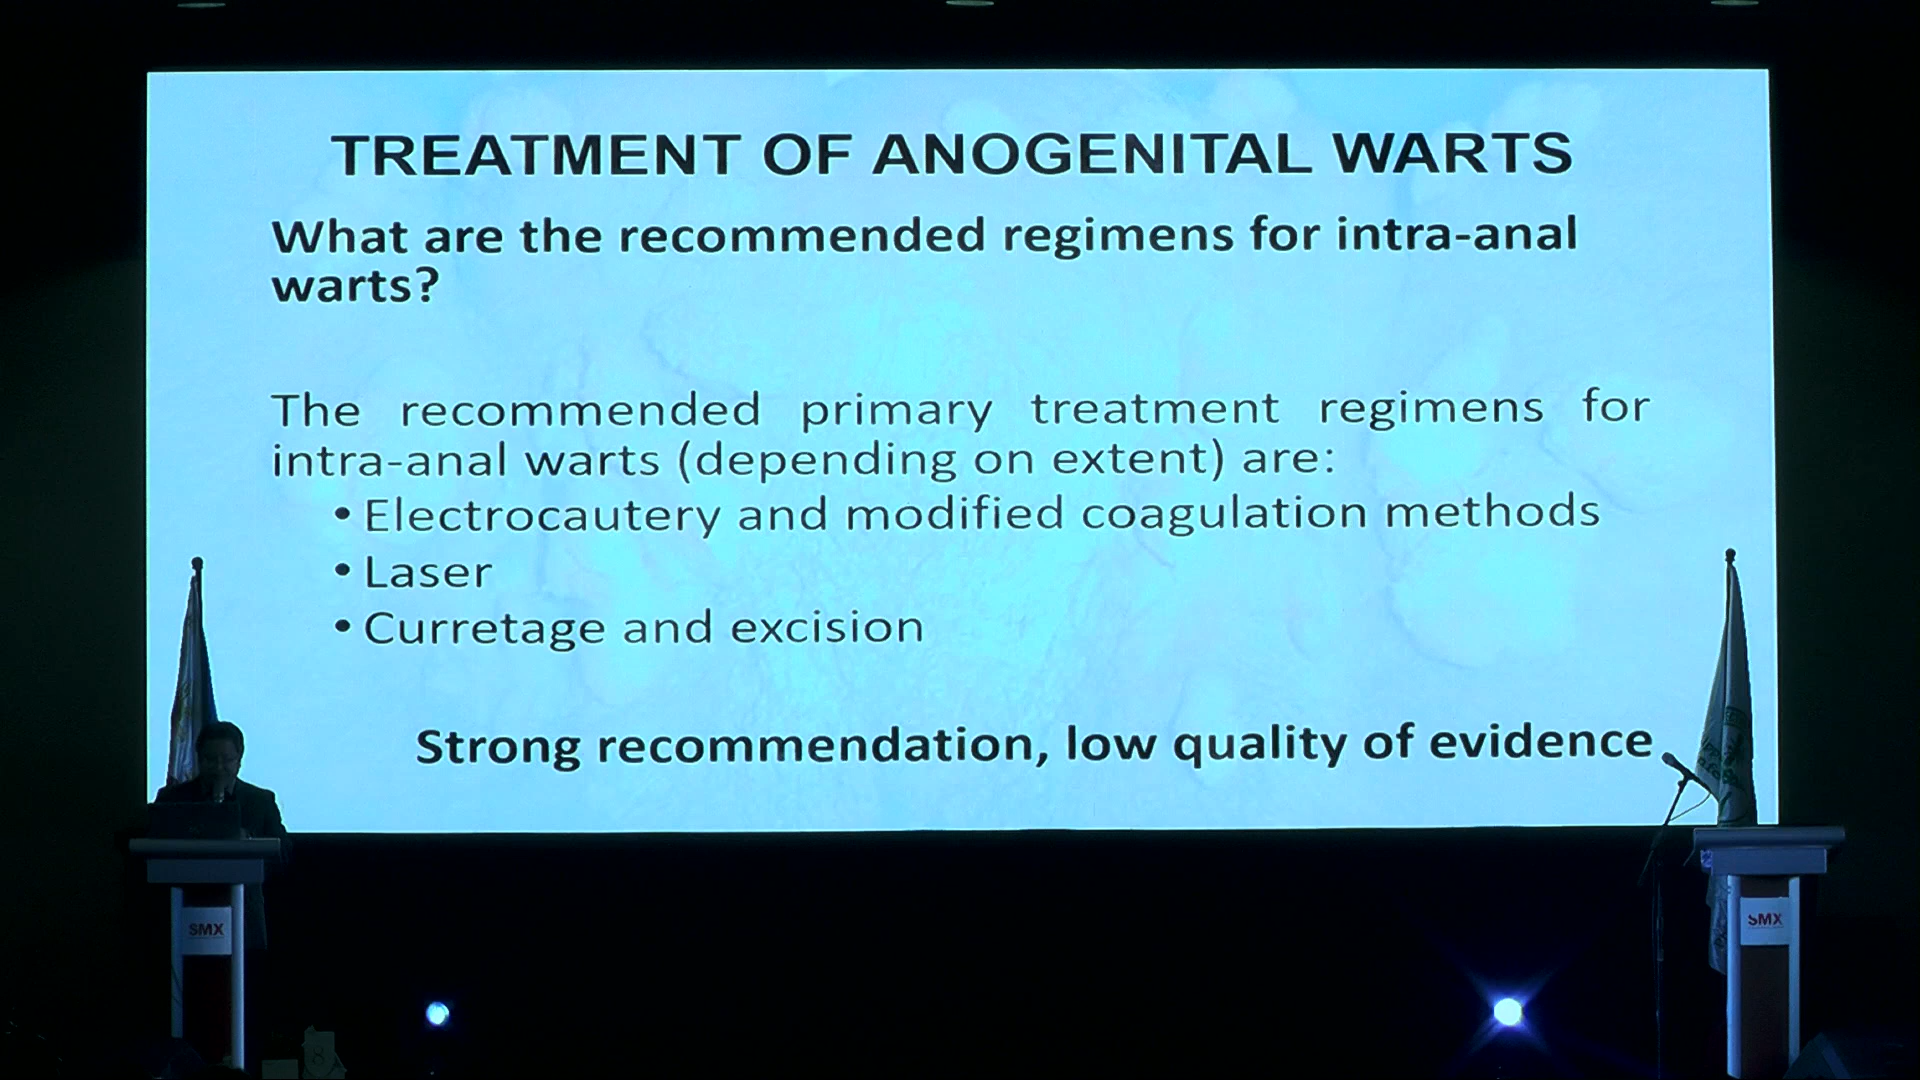 TREATMENT OF ANOGENITAL WARTS
What are the recommended regimens for intra-anal
warts?
The recommended primary treatment regimens for
intra-anal warts (depending on extent) are:
• Electrocautery and modified coagulation methods
• Laser
• Curretage and excision
Strong recommendation, low quality of evidence
SMX
SMX
8